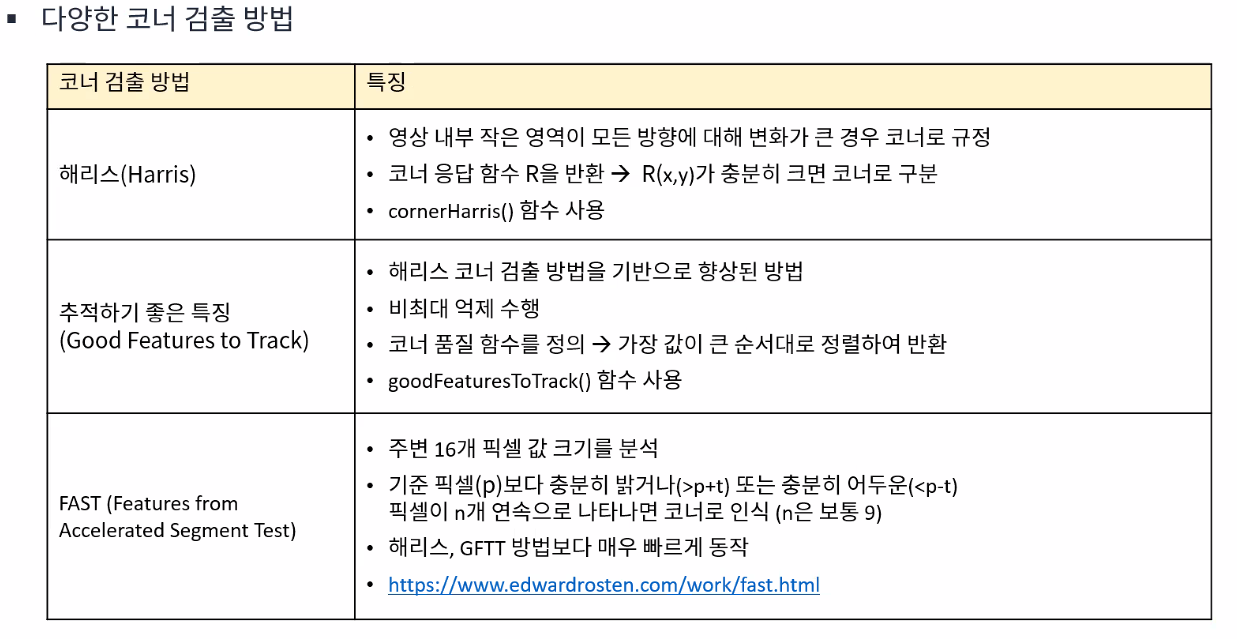 ▪ 다양한 코너 검출 방법
코너 검출 방법
특징
해리스(Harris)
• 영상 내부 작은 영역이 모든 방향에 대해 변화가 큰 경우 코너로 규정
• 코너 응답 함수 R을 반환 → R(x,y)가 충분히 크면 코너로 구분
• cornerHarris() 함수 사용
추적하기 좋은 특징
(Good Features to Track)
• 해리스 코너 검출 방법을 기반으로 향상된 방법
• 비최대 억제 수행
• 코너 품질 함수를 정의 → 가장 값이 큰 순서대로 정렬하여 반환
• goodFeaturesToTrack() 함수 사용
FAST (Features from
Accelerated Segment Test)
• 주변 16개 픽셀 값 크기를 분석
• 기준 픽셀(p)보다 충분히 밝거나(>p+t) 또는 충분히 어두운(<p-t)
픽셀이 n개 연속으로 나타나면 코너로 인식 (n은 보통 9)
• 해리스, GFTT 방법보다 매우 빠르게 동작
• https://www.edwardrosten.com/work/fast.html